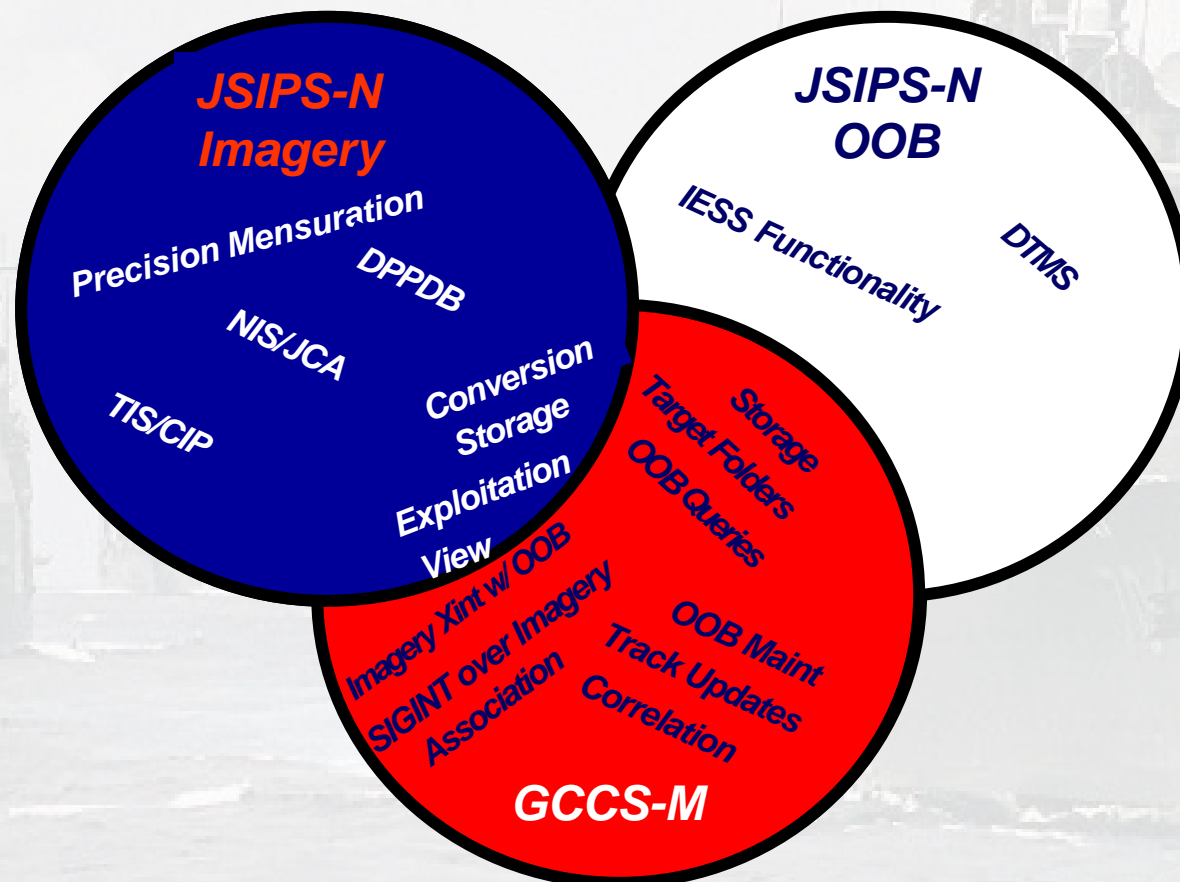 JSIPS-N
Imagery
Precision Mensuration
DPPDB
NIS/JCA
TIS/CIP
Conversion
Storage
Exploitation
View
JSIPS-N
OOB
IESS Functionality
DTMS
Storage
Target Folders
OOB Queries
Imagery Xint w/ OOB
SIGINT over Imagery
Association
OOB Maint
Track Updates
Correlation
GCCS-M